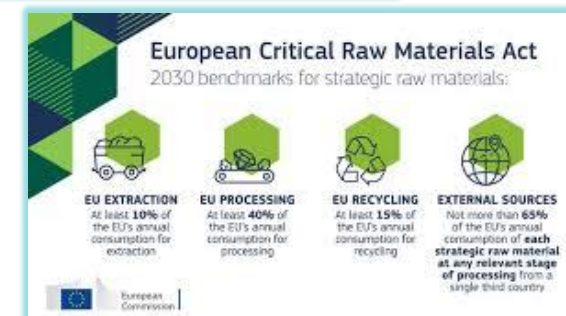 European Critical Raw Materials Act
2030 benchmarks for strategic raw materials:
EU EXTRACTION
At least 10% of
the EU's annual
consumption for
extraction
EU PROCESSING
At least 40% of
the EU's annual
consumption for
processing
EU RECYCLING
At least 15% of
the EU's annual
consumption for
recycling
EXTERNAL SOURCES
Not more than 65%
of the EU's annual
consumption of each
strategic raw material
at any relevant stage
of processing from a
single third country
European
Commission